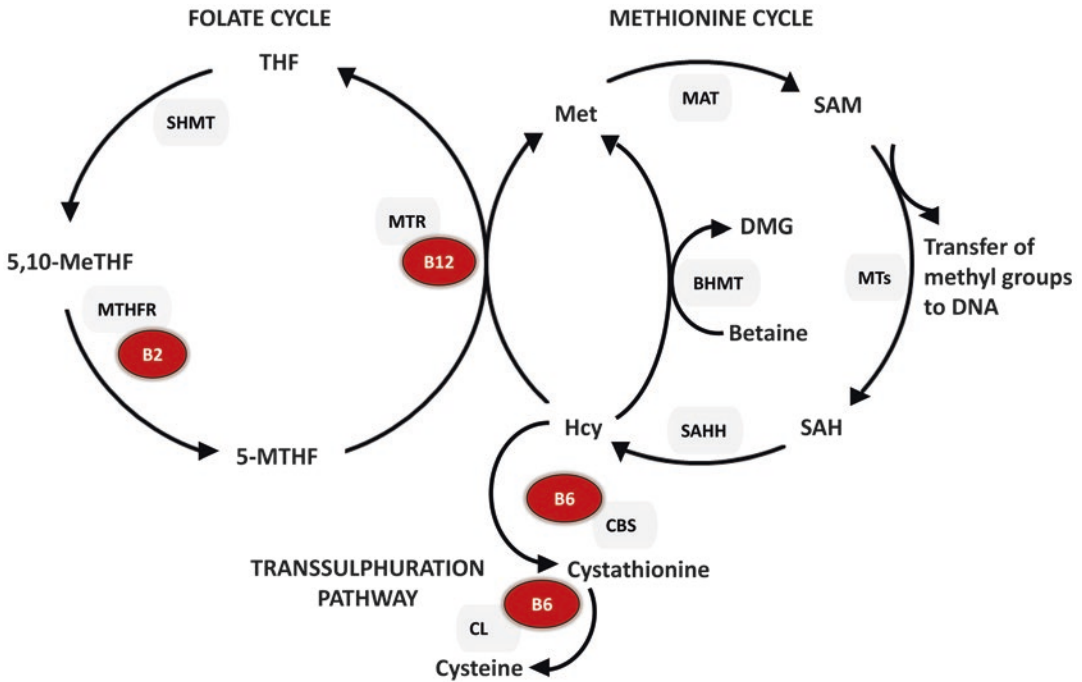 FOLATE CYCLE
METHIONINE CYCLE
THF
SHMT
5,10-MeTHF
MTHFR
B2
5-MTHF
MTR
B12
Met
MAT
SAM
DMG
BHMT
Betaine
MTs
Transfer of
methyl groups
to DNA
Hcy
SAHH
SAH
B6
CBS
TRANSSULPHURATION
PATHWAY
Cystathionine
B6
CL
Cysteine